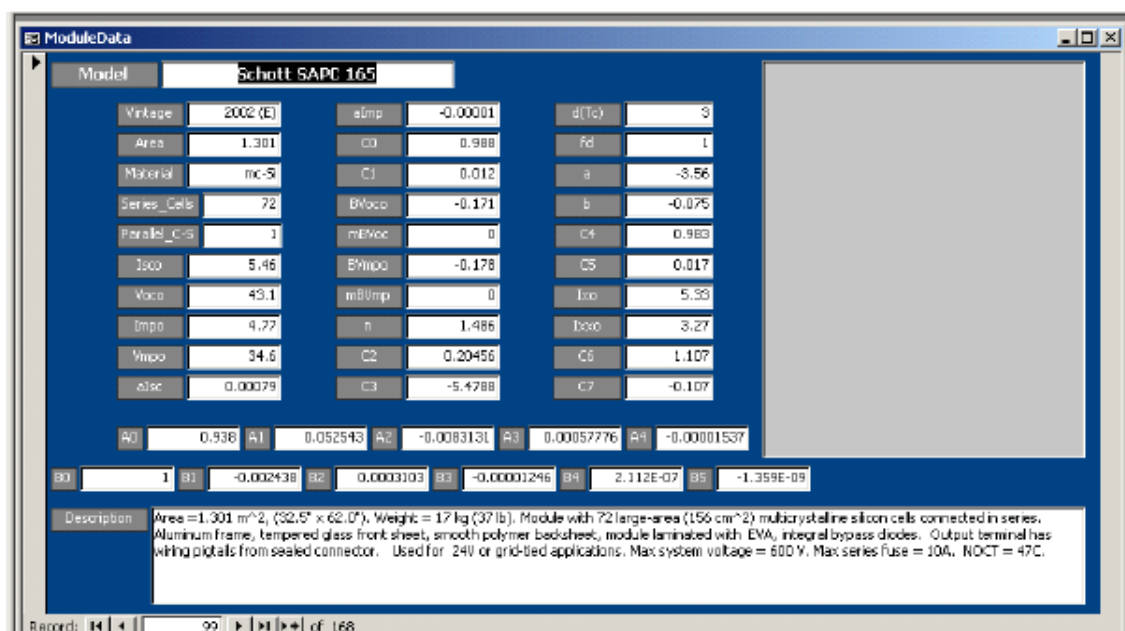 ModuleData
Model Schott SAPC 165
Vintage 2002 (E) aImp -0.00001 d(Tc) 3
Area 1.301 C0 0.988 fd 1
Material mc-Si C1 0.012 a -3.56
Series_Cells 72 BVoco -0.171 b -0.075
Parallel_C-S 1 mBVoc 0 C4 0.983
Isco 5.46 BVmpo -0.178 C5 0.017
Voco 43.1 mBVmp 0 Ixo 5.33
Impo 4.77 n 1.486 Ixxo 3.27
Vmpo 34.6 C2 0.20456 C6 1.107
aIsc 0.00079 C3 -5.4788 C7 -0.107
A0 0.938 A1 0.052543 A2 -0.0083131 A3 0.00057776 A4 -0.00001537
B0 1 B1 -0.002438 B2 0.0003103 B3 -0.00001246 B4 2.112E-07 B5 -1.359E-09
Description Area =1.301 m^2, (32.5" x 62.0"). Weight = 17 kg (37 lb). Module with 72 large-area (156 cm^2) multicrystalline silicon cells connected in series.
Aluminum frame, tempered glass front sheet, smooth polymer backsheet, module laminated with EVA, integral bypass diodes. Output terminal has
wiring pigtails from sealed connector. Used for 24V or grid-tied applications. Max system voltage = 600 V. Max series fuse = 10A. NOCT = 47C.
Record: 99 of 168